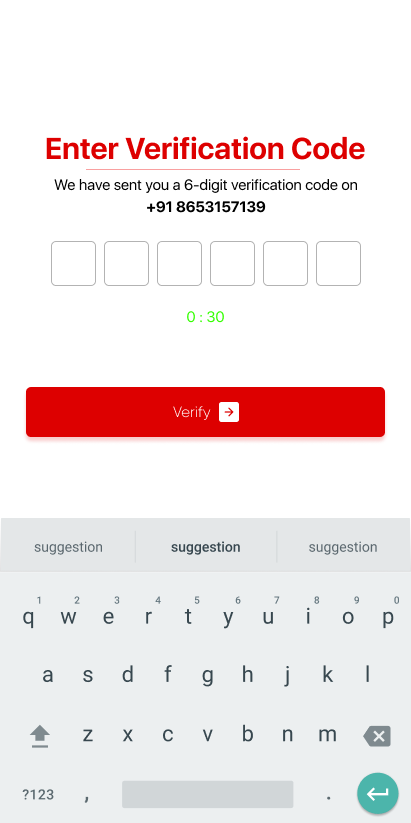 Enter Verification Code
We have sent you a 6-digit verification code on
+91 8653157139
0 : 30
Verify
suggestion suggestion suggestion
1 2 3 4 5 6 7 8 9 0
q w e r t y u i o p
a s d f g h j k l
z x c v b n m
?123 , .